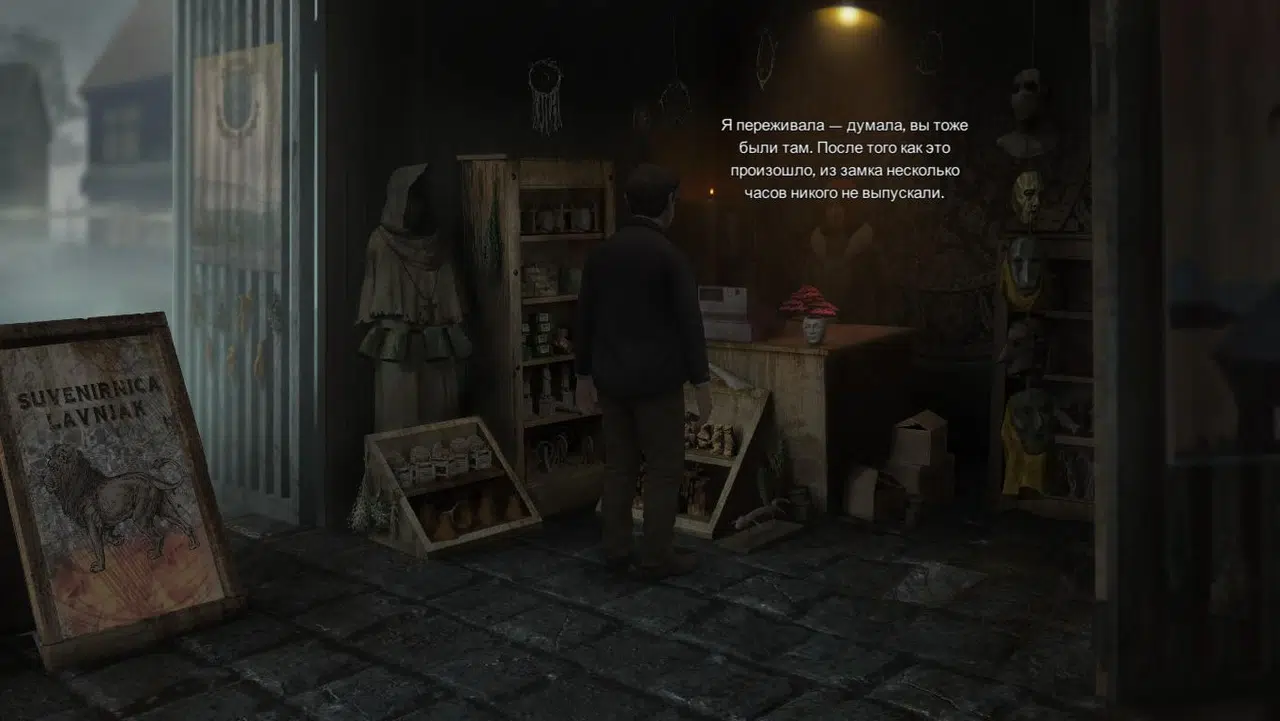 Я переживала — думала, вы тоже
были там. После того как это
произошло, из замка несколько
часов никого не выпускали.
SUVENIRNICA
LAVNJAK